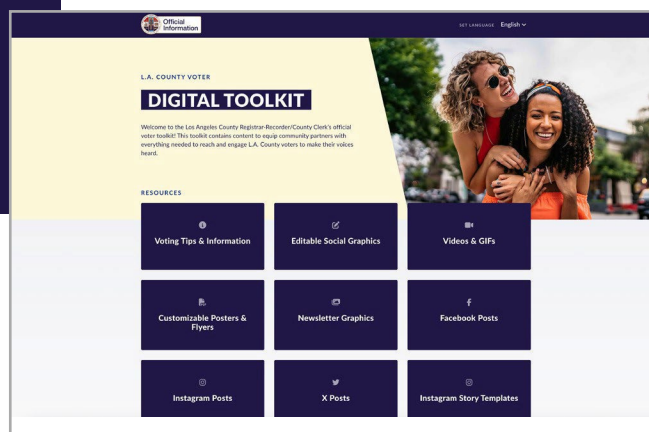 Official
Information
SET LANGUAGE English
L.A. COUNTY VOTER
DIGITAL TOOLKIT
Welcome to the Los Angeles County Registrar-Recorder/County Clerk's official
voter toolkit! This toolkit contains content to equip community partners with
everything needed to reach and engage L.A. County voters to make their voices
heard.
RESOURCES
Voting Tips & Information
Editable Social Graphics
Videos & GIFs
Customizable Posters &
Flyers
Newsletter Graphics
Facebook Posts
Instagram Posts
X Posts
Instagram Story Templates